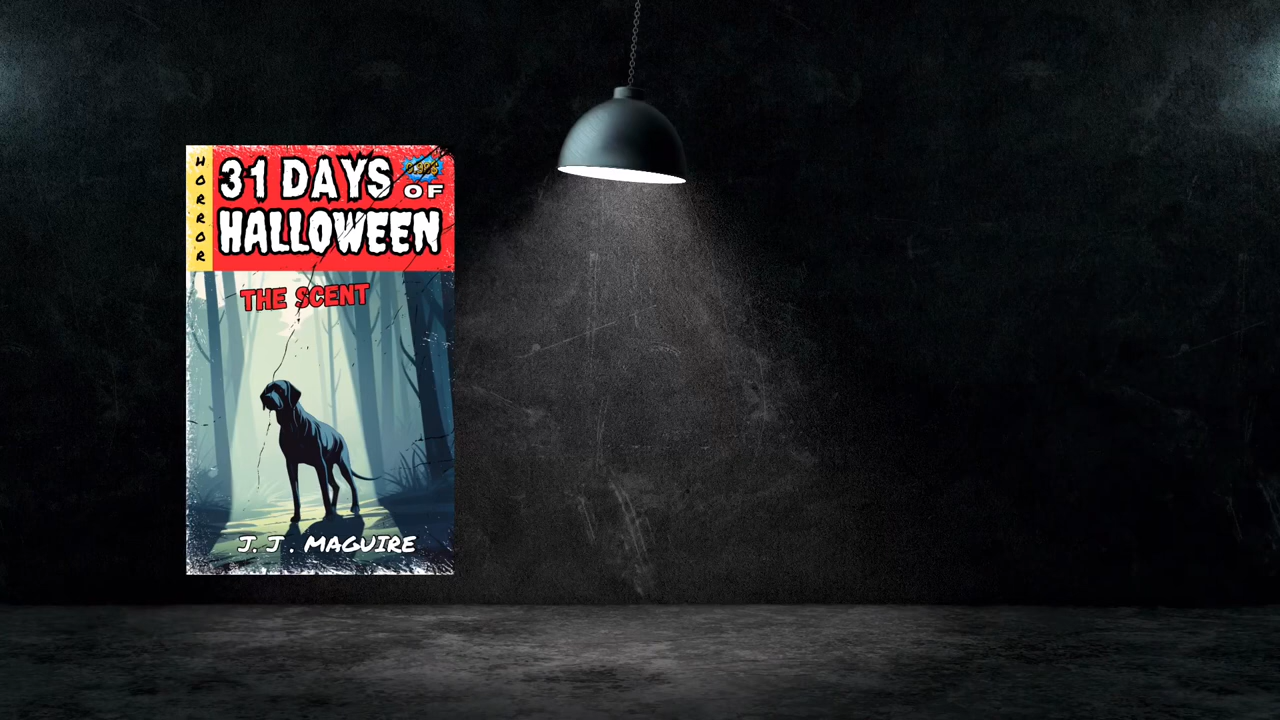 HORROR
31 DAYS
OF
HALLOWEEN
THE SCENT
J. J. MAGUIRE